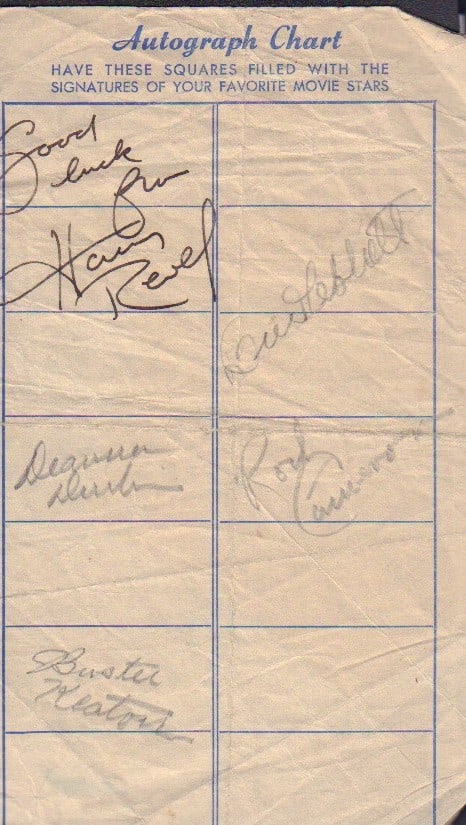 Autograph Chart
HAVE THESE SQUARES FILLED WITH THE
SIGNATURES OF YOUR FAVORITE MOVIE STARS
Good
luck
from
Harry
Revel
Deanna
Durbin
Rod
Cameron
Buster
Keaton